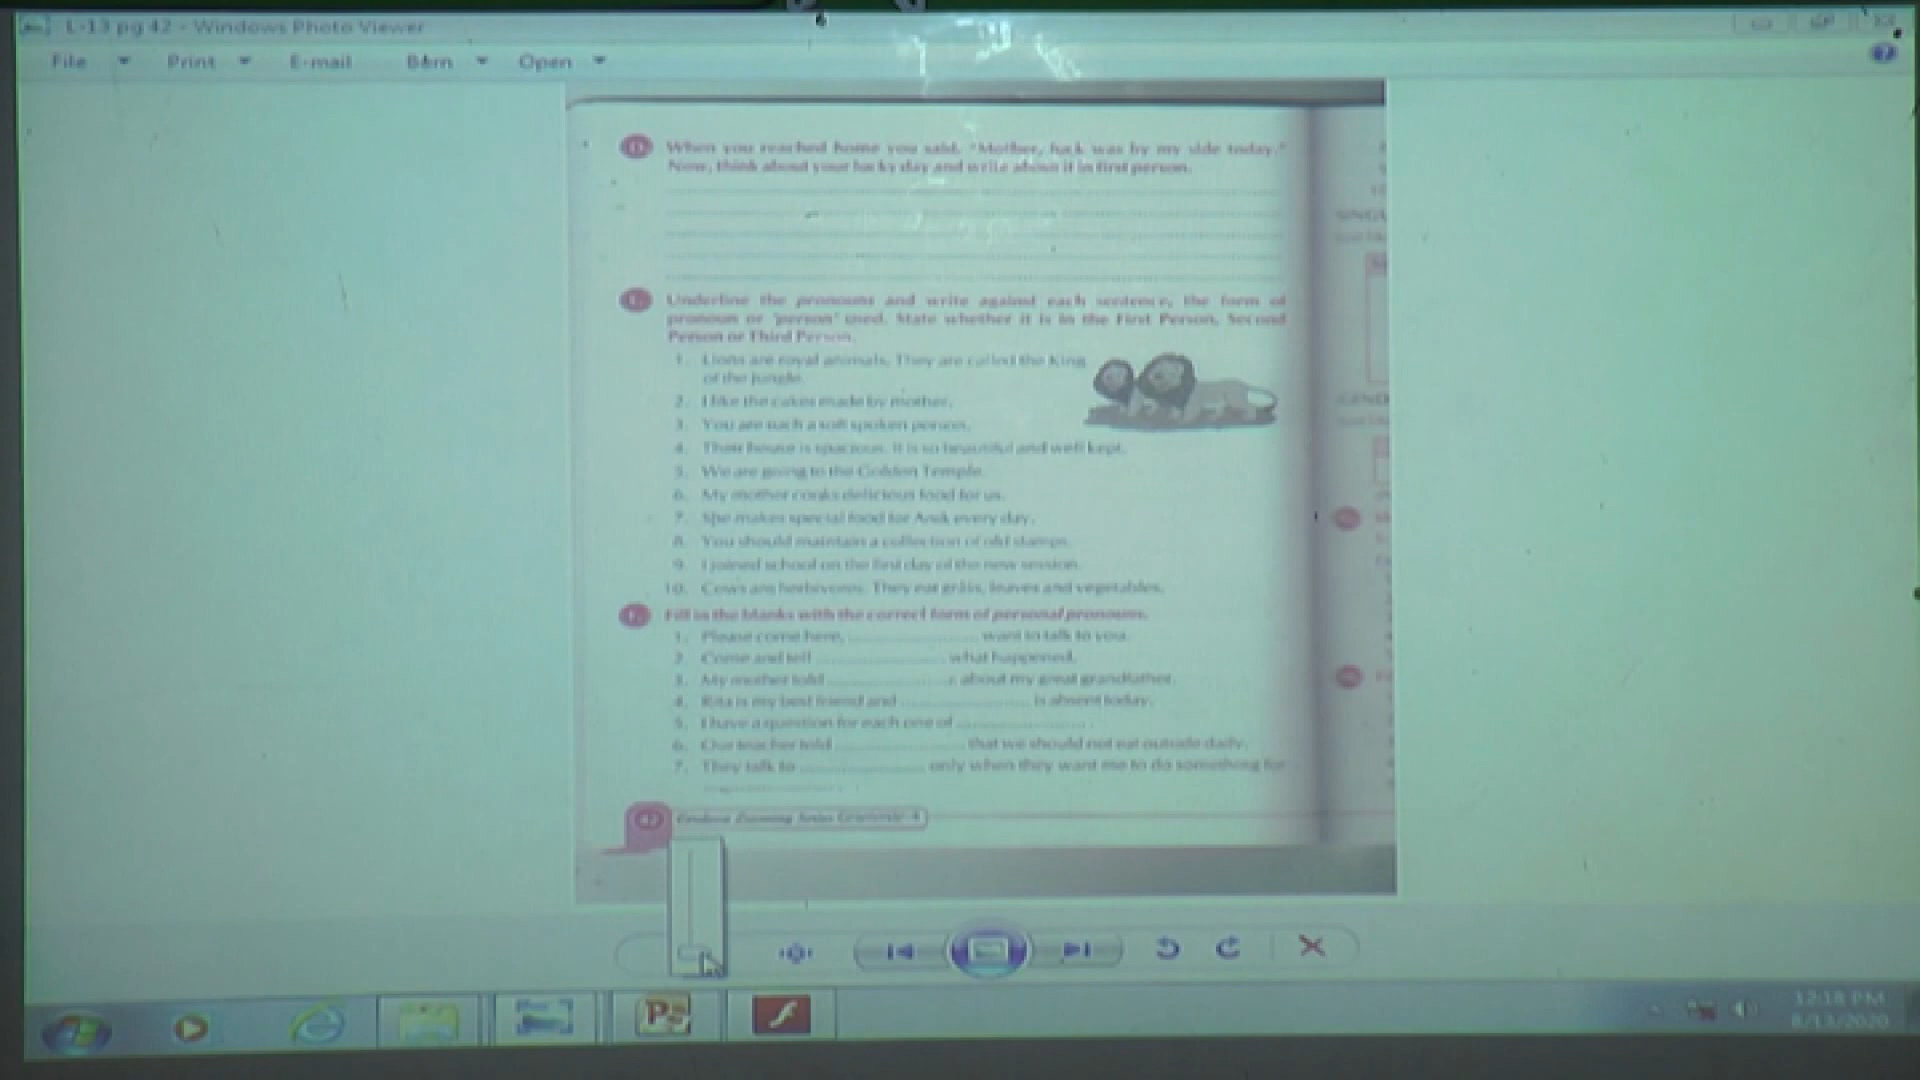 L-13 pg 42 - Windows Photo Viewer
File Print E-mail Burn Open
D When you reached home you said, "Mother, luck was by my side today."
Now, think about your lucky day and write about it in first person.
Underline the pronouns and write against each sentence, the form of
pronoun or 'person' used. State whether it is in the First Person, Second
Person or Third Person.
1. Lions are royal animals. They are called the King
of the Jungle.
2. I like the cakes made by mother.
3. You are such a soft spoken person.
4. Their house is spacious. It is so beautiful and well kept.
5. We are going to the Golden Temple.
6. My mother cooks delicious food for us.
7. She makes special food for every day.
8. You should maintain a collection of old stamps.
9. I joined school on the first day of the new session.
10. Cows are herbivores. They eat grass, leaves and vegetables.
Fill in the blanks with the correct form of personal pronouns.
1. Please come here, want to talk to you.
2. Come and tell what happened.
3. My mother told about my great grandfather.
4. Rita is my best friend and is absent today.
5. I have a question for each one of
6. Our teacher told that we should not eat outside daily.
7. They talk to only when they want me to do something for
42 Grammar-4
12:18 PM
8/13/2020